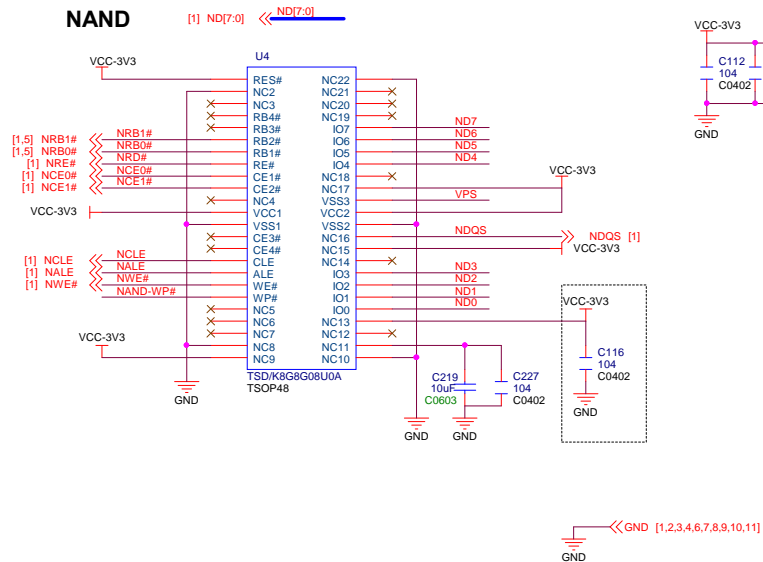 NAND
[1] ND[7:0]
ND[7:0]
U4
VCC-3V3
RES#
NC2
NC3
RB4#
RB3#
RB2#
RB1#
RE#
CE1#
CE2#
NC4
VCC1
VSS1
CE3#
CE4#
CLE
ALE
WE#
WP#
NC5
NC6
NC7
NC8
NC9
NC22
NC21
NC20
NC19
IO7
IO6
IO5
IO4
NC18
NC17
VSS3
VCC2
VSS2
NC16
NC15
NC14
IO3
IO2
IO1
IO0
NC13
NC12
NC11
NC10
[1,5] NRB1#
NRB1#
[1,5] NRB0#
NRB0#
[1] NRE#
NRD#
[1] NCE0#
NCE0#
[1] NCE1#
NCE1#
VCC-3V3
[1] NCLE
NCLE
[1] NALE
NALE
[1] NWE#
NWE#
NAND-WP#
VCC-3V3
GND
TSD/K8G8G08U0A
TSOP48
ND7
ND6
ND5
ND4
VCC-3V3
VPS
NDQS
NDQS [1]
VCC-3V3
ND3
ND2
ND1
ND0
VCC-3V3
C116
104
C0402
GND
C219
10uF
C0603
C227
104
C0402
GND
GND
VCC-3V3
C112
104
C0402
GND
GND [1,2,3,4,6,7,8,9,10,11]
GND